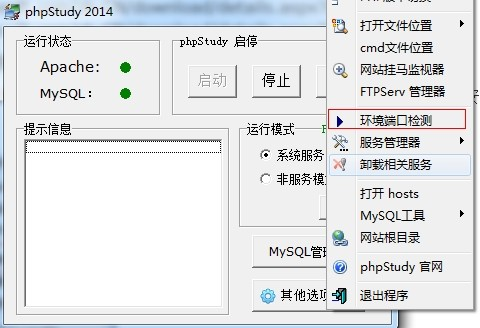 phpStudy 2014
运行状态
Apache:
MySQL:
phpStudy 启停
启动
停止
提示信息
运行模式
系统服务
非服务模
MySQL管
其他选项
打开文件位置
cmd文件位置
网站挂马监视器
FTPServ 管理器
环境端口检测
服务管理器
卸载相关服务
打开 hosts
MySQL工具
网站根目录
phpStudy 官网
退出程序